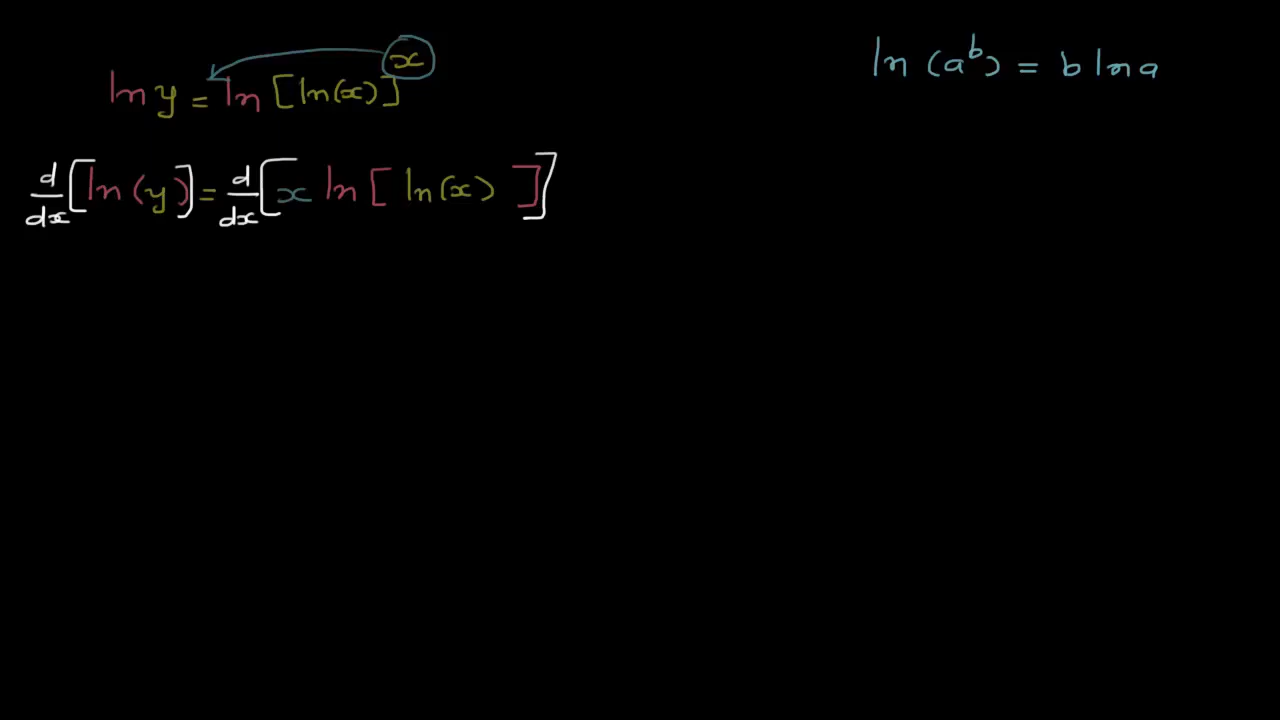 ln y = ln [ln(x)]^x
ln (a^b) = b ln a
d/dx [ln (y)] = d/dx [x ln [ln(x)]]